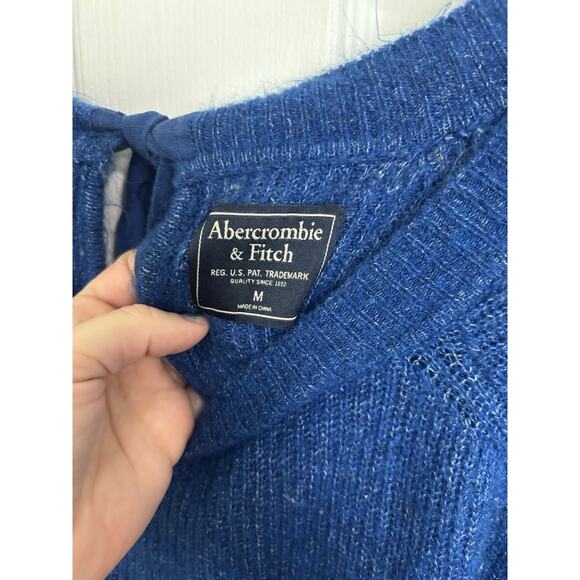 Abercrombie
& Fitch
REG. U.S. PAT. TRADEMARK
QUALITY SINCE 1892
M
MADE IN CHINA